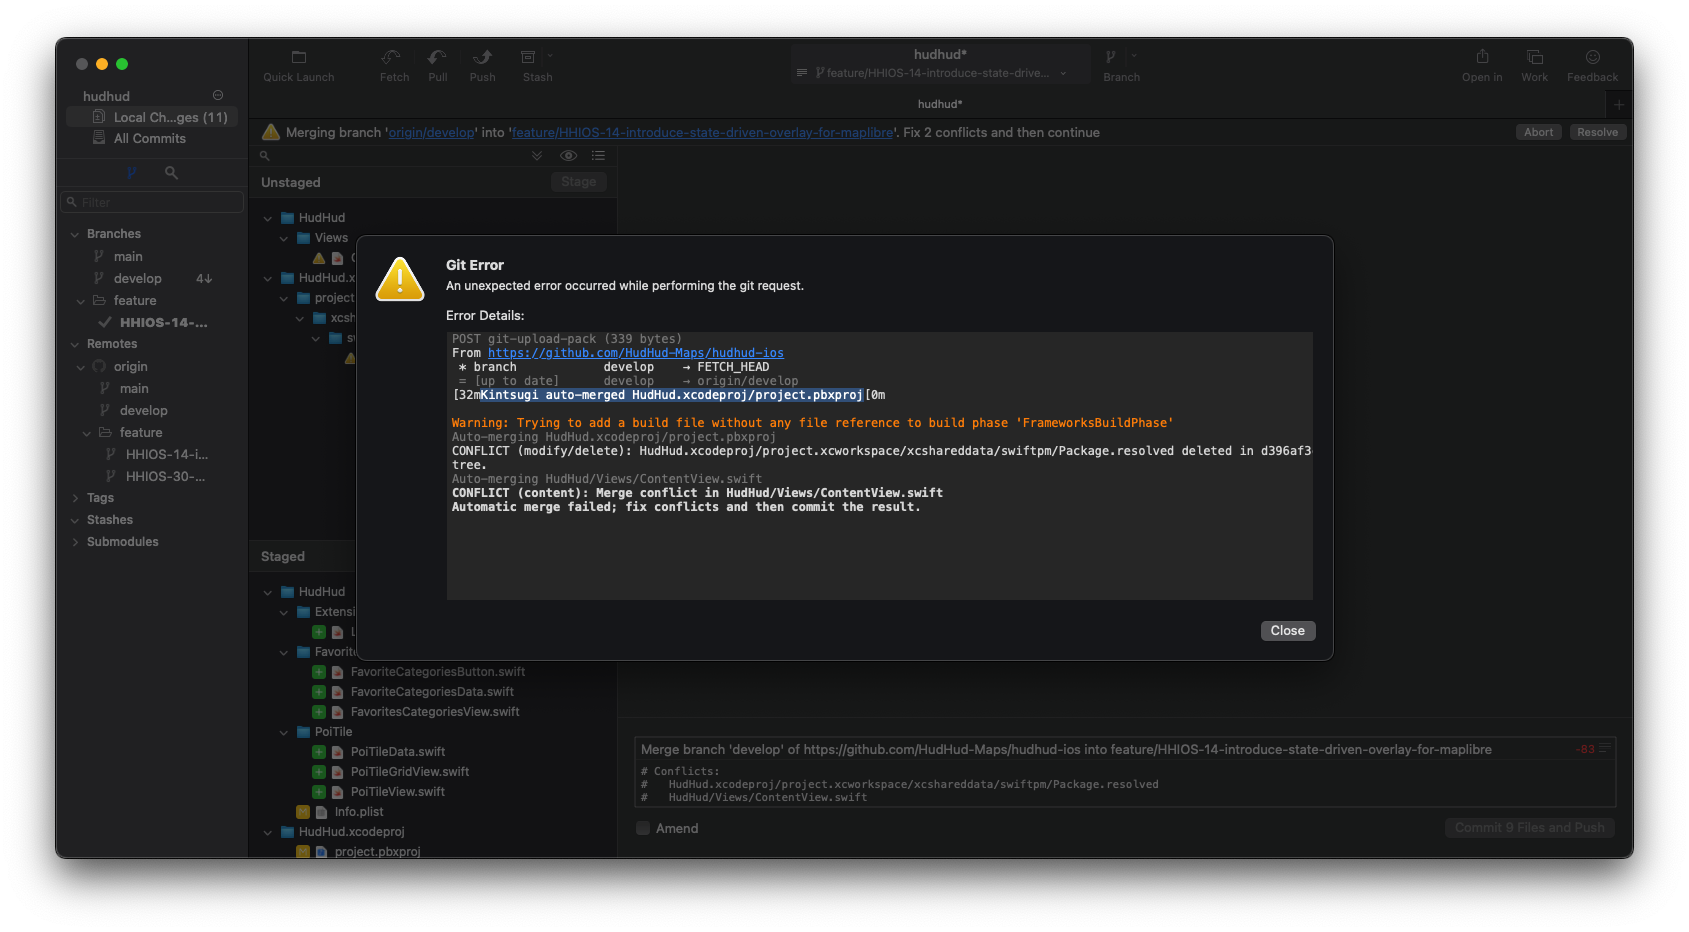 hudhud*
Quick Launch
Fetch
Pull
Push
Stash
feature/HHIOS-14-introduce-state-drive...
Branch
Open in
Work
Feedback
hudhud
Local Ch...ges (11)
All Commits
hudhud*
Merging branch 'origin/develop' into 'feature/HHIOS-14-introduce-state-driven-overlay-for-maplibre'. Fix 2 conflicts and then continue
Abort
Resolve
Filter
Branches
main
develop 4↓
feature
HHIOS-14-...
Remotes
origin
main
develop
feature
HHIOS-14-i...
HHIOS-30-...
Tags
Stashes
Submodules
Unstaged
Stage
HudHud
Views
HudHud.x
project
xcsh
Git Error
An unexpected error occurred while performing the git request.
Error Details:
POST git-upload-pack (339 bytes)
From https://github.com/HudHud-Maps/hudhud-ios
* branch develop → FETCH_HEAD
= [up to date] develop → origin/develop
[32mKintsugi auto-merged HudHud.xcodeproj/project.pbxproj[0m
Warning: Trying to add a build file without any file reference to build phase 'FrameworksBuildPhase'
Auto-merging HudHud.xcodeproj/project.pbxproj
CONFLICT (modify/delete): HudHud.xcodeproj/project.xcworkspace/xcshareddata/swiftpm/Package.resolved deleted in d396af3
tree.
Auto-merging HudHud/Views/ContentView.swift
CONFLICT (content): Merge conflict in HudHud/Views/ContentView.swift
Automatic merge failed; fix conflicts and then commit the result.
Close
Staged
HudHud
Extensi
Favorite
FavoriteCategoriesButton.swift
FavoriteCategoriesData.swift
FavoritesCategoriesView.swift
PoiTile
PoiTileData.swift
PoiTileGridView.swift
PoiTileView.swift
Info.plist
HudHud.xcodeproj
project.pbxproj
Merge branch 'develop' of https://github.com/HudHud-Maps/hudhud-ios into feature/HHIOS-14-introduce-state-driven-overlay-for-maplibre
-83
# Conflicts:
# HudHud.xcodeproj/project.xcworkspace/xcshareddata/swiftpm/Package.resolved
# HudHud/Views/ContentView.swift
Amend
Commit 9 Files and Push